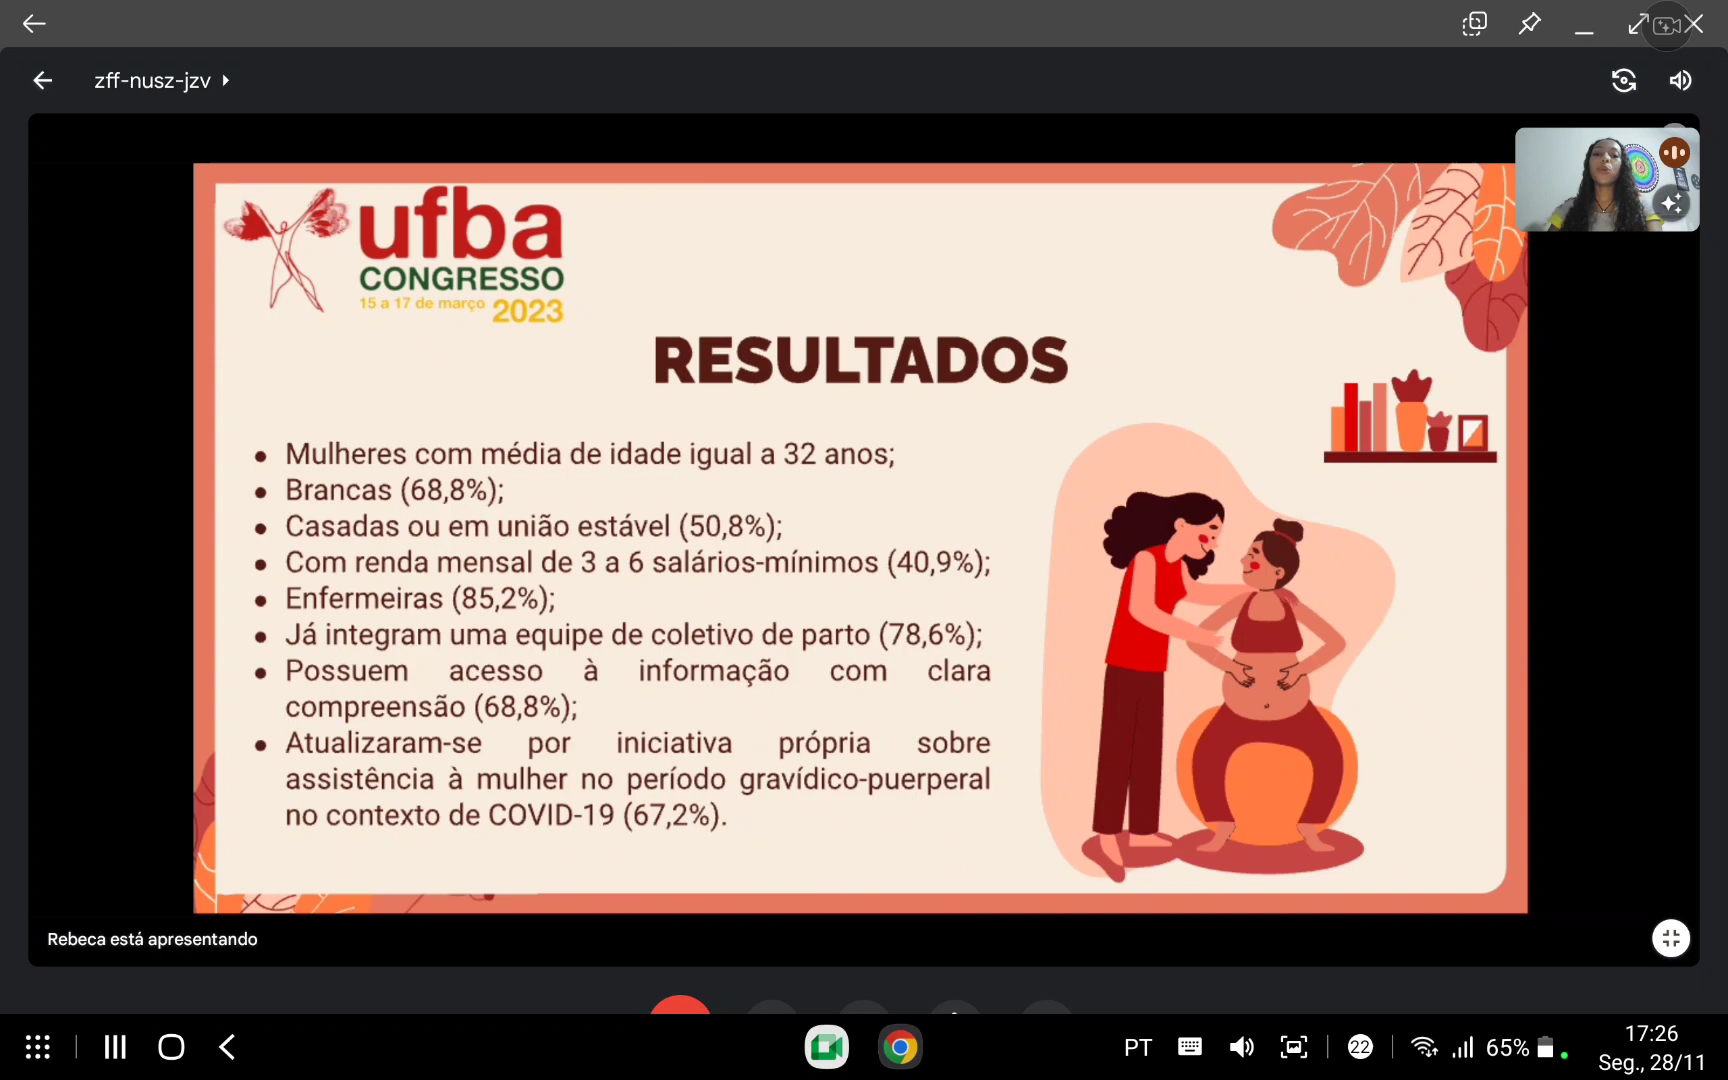 zff-nusz-jzv
ufba
CONGRESSO
15 a 17 de março 2023
RESULTADOS
• Mulheres com média de idade igual a 32 anos;
• Brancas (68,8%);
• Casadas ou em união estável (50,8%);
• Com renda mensal de 3 a 6 salários-mínimos (40,9%);
• Enfermeiras (85,2%);
• Já integram uma equipe de coletivo de parto (78,6%);
• Possuem acesso à informação com clara
compreensão (68,8%);
• Atualizaram-se por iniciativa própria sobre
assistência à mulher no período gravídico-puerperal
no contexto de COVID-19 (67,2%).
Rebeca está apresentando
PT
22
65%
17:26
Seg., 28/11